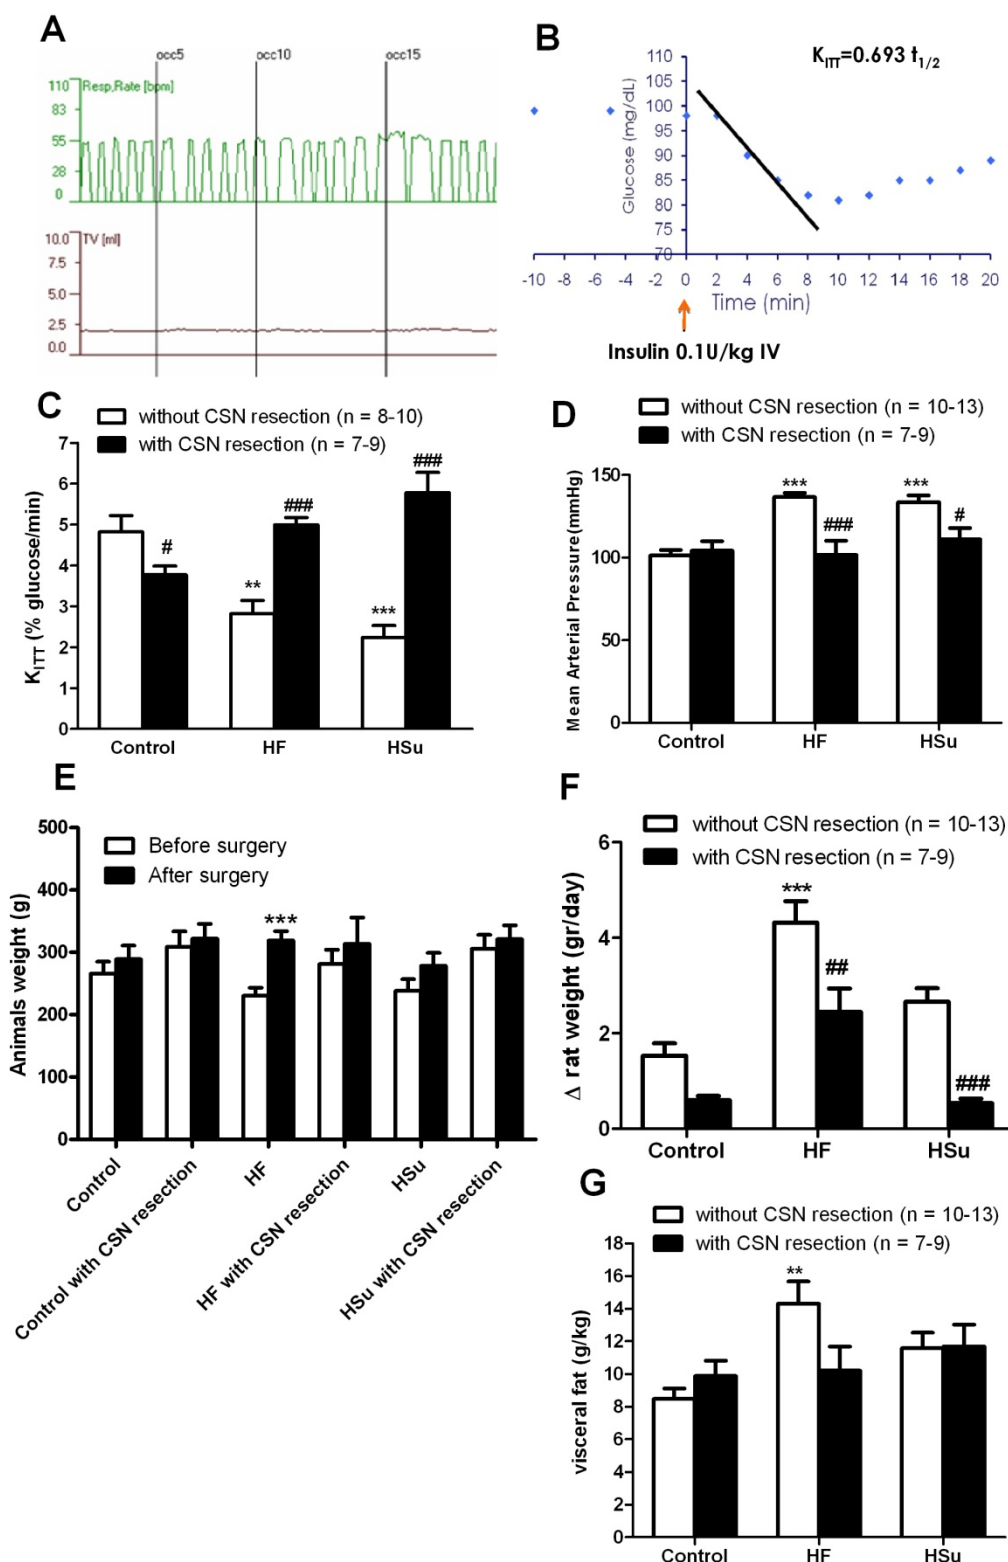 A
occ5
occ10
occ15
110
Resp,Rate [bpm]
83
55
28
0
10.0
TV [ml]
7.5
5.0
2.5
0.0
B
K_ITT=0.693 t_1/2
Glucose (mg/dL)
110
105
100
95
90
85
80
75
70
-10 -8 -6 -4 -2 0 2 4 6 8 10 12 14 16 18 20
Time (min)
Insulin 0.1U/kg IV
C
without CSN resection (n = 8-10)
with CSN resection (n = 7-9)
K_ITT (% glucose/min)
7
6
5
4
3
2
1
0
#
**
###
***
###
Control HF HSu
D
without CSN resection (n = 10-13)
with CSN resection (n = 7-9)
Mean Arterial Pressure(mmHg)
150
100
50
0
***
###
***
#
Control HF HSu
E
Before surgery
After surgery
Animals weight (g)
500
400
300
200
100
0
***
Control
Control with CSN resection
HF
HF with CSN resection
HSu
HSu with CSN resection
F
without CSN resection (n = 10-13)
with CSN resection (n = 7-9)
Δ rat weight (gr/day)
6
4
2
0
***
##
###
Control HF HSu
G
without CSN resection (n = 10-13)
with CSN resection (n = 7-9)
visceral fat (g/kg)
18
16
14
12
10
8
6
4
2
0
**
Control HF HSu